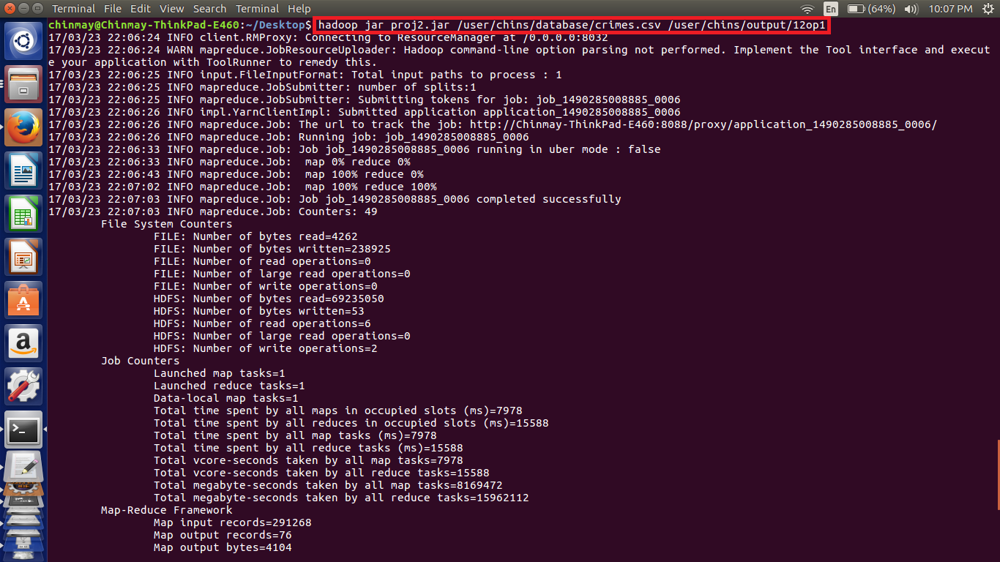 Terminal File Edit View Search Terminal Help En (64%) 10:07 PM
chinmay@Chinmay-ThinkPad-E460:~/Desktop$ hadoop jar proj2.jar /user/chins/database/crimes.csv /user/chins/output/12op1
17/03/23 22:06:24 INFO client.RMProxy: Connecting to ResourceManager at /0.0.0.0:8032
17/03/23 22:06:24 WARN mapreduce.JobResourceUploader: Hadoop command-line option parsing not performed. Implement the Tool interface and execut
e your application with ToolRunner to remedy this.
17/03/23 22:06:25 INFO input.FileInputFormat: Total input paths to process : 1
17/03/23 22:06:25 INFO mapreduce.JobSubmitter: number of splits:1
17/03/23 22:06:25 INFO mapreduce.JobSubmitter: Submitting tokens for job: job_1490285008885_0006
17/03/23 22:06:26 INFO impl.YarnClientImpl: Submitted application application_1490285008885_0006
17/03/23 22:06:26 INFO mapreduce.Job: The url to track the job: http://Chinmay-ThinkPad-E460:8088/proxy/application_1490285008885_0006/
17/03/23 22:06:26 INFO mapreduce.Job: Running job: job_1490285008885_0006
17/03/23 22:06:33 INFO mapreduce.Job: Job job_1490285008885_0006 running in uber mode : false
17/03/23 22:06:33 INFO mapreduce.Job:  map 0% reduce 0%
17/03/23 22:06:43 INFO mapreduce.Job:  map 100% reduce 0%
17/03/23 22:07:02 INFO mapreduce.Job:  map 100% reduce 100%
17/03/23 22:07:03 INFO mapreduce.Job: Job job_1490285008885_0006 completed successfully
17/03/23 22:07:03 INFO mapreduce.Job: Counters: 49
File System Counters
FILE: Number of bytes read=4262
FILE: Number of bytes written=238925
FILE: Number of read operations=0
FILE: Number of large read operations=0
FILE: Number of write operations=0
HDFS: Number of bytes read=69235050
HDFS: Number of bytes written=53
HDFS: Number of read operations=6
HDFS: Number of large read operations=0
HDFS: Number of write operations=2
Job Counters
Launched map tasks=1
Launched reduce tasks=1
Data-local map tasks=1
Total time spent by all maps in occupied slots (ms)=7978
Total time spent by all reduces in occupied slots (ms)=15588
Total time spent by all map tasks (ms)=7978
Total time spent by all reduce tasks (ms)=15588
Total vcore-seconds taken by all map tasks=7978
Total vcore-seconds taken by all reduce tasks=15588
Total megabyte-seconds taken by all map tasks=8169472
Total megabyte-seconds taken by all reduce tasks=15962112
Map-Reduce Framework
Map input records=291268
Map output records=76
Map output bytes=4104